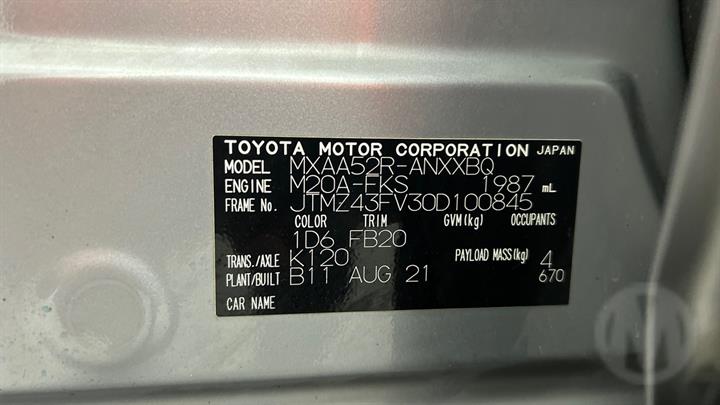 TOYOTA MOTOR CORPORATION JAPAN
MODEL MXAA52R-ANXXBQ
ENGINE M20A-FKS 1987 mL
FRAME No. JTMZ43FV30D100845
COLOR TRIM GVM(kg) OCCUPANTS
1D6 FB20
TRANS./AXLE K120 PAYLOAD MASS(kg) 4
PLANT/BUILT B11 AUG 21 670
CAR NAME
M